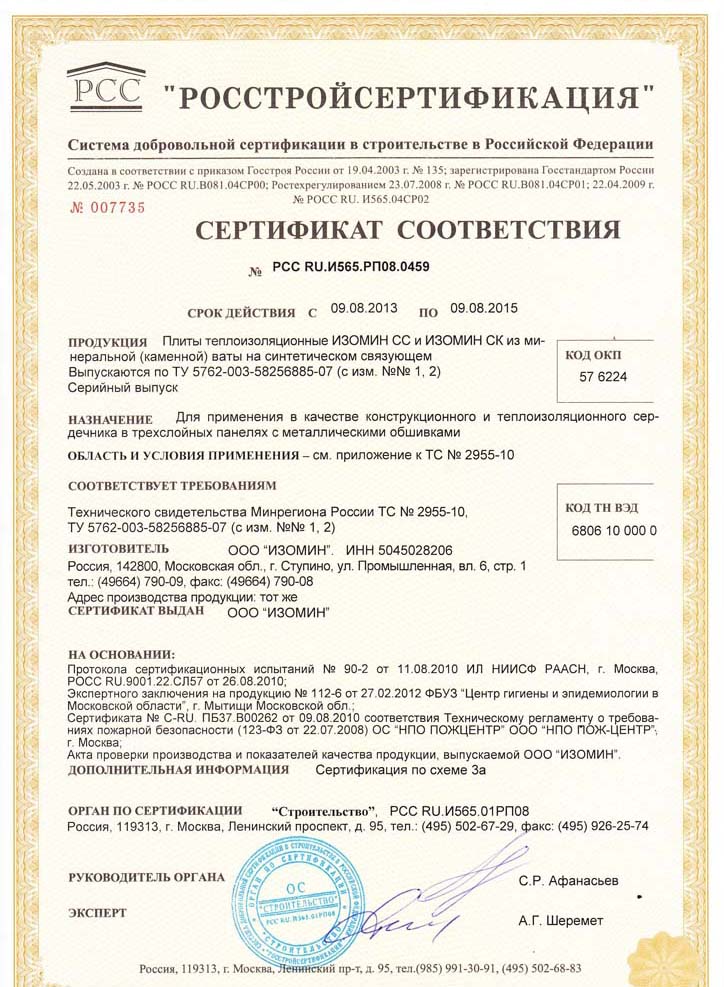 РСС
"РОССТРОЙСЕРТИФИКАЦИЯ"
Система добровольной сертификации в строительстве в Российской Федерации
Создана в соответствии с приказом Госстроя России от 19.04.2003 г. № 135; зарегистрирована Госстандартом России
22.05.2003 г. № РОСС RU.В081.04СР00; Ростехрегулированием 23.07.2008 г. № РОСС RU.В081.04СР01; 22.04.2009 г.
№ РОСС RU. И565.04СР02
№ 007735
СЕРТИФИКАТ СООТВЕТСТВИЯ
№ РСС RU.И565.РП08.0459
СРОК ДЕЙСТВИЯ С 09.08.2013 ПО 09.08.2015
ПРОДУКЦИЯ Плиты теплоизоляционные ИЗОМИН СС и ИЗОМИН СК из ми-
неральной (каменной) ваты на синтетическом связующем
Выпускаются по ТУ 5762-003-58256885-07 (с изм. №№ 1, 2)
Серийный выпуск
КОД ОКП
57 6224
НАЗНАЧЕНИЕ Для применения в качестве конструкционного и теплоизоляционного сер-
дечника в трехслойных панелях с металлическими обшивками
ОБЛАСТЬ И УСЛОВИЯ ПРИМЕНЕНИЯ – см. приложение к ТС № 2955-10
СООТВЕТСТВУЕТ ТРЕБОВАНИЯМ
Технического свидетельства Минрегиона России ТС № 2955-10,
ТУ 5762-003-58256885-07 (с изм. №№ 1, 2)
КОД ТН ВЭД
6806 10 000 0
ИЗГОТОВИТЕЛЬ ООО "ИЗОМИН". ИНН 5045028206
Россия, 142800, Московская обл., г. Ступино, ул. Промышленная, вл. 6, стр. 1
тел.: (49664) 790-09, факс: (49664) 790-08
Адрес производства продукции: тот же
СЕРТИФИКАТ ВЫДАН ООО "ИЗОМИН"
НА ОСНОВАНИИ:
Протокола сертификационных испытаний № 90-2 от 11.08.2010 ИЛ НИИСФ РААСН, г. Москва,
РОСС RU.9001.22.СЛ57 от 26.08.2010;
Экспертного заключения на продукцию № 112-6 от 27.02.2012 ФБУЗ "Центр гигиены и эпидемиологии в
Московской области", г. Мытищи Московской обл.;
Сертификата № C-RU. ПБ37.В00262 от 09.08.2010 соответствия Техническому регламенту о требова-
ниях пожарной безопасности (123-ФЗ от 22.07.2008) ОС "НПО ПОЖЦЕНТР" ООО "НПО ПОЖ-ЦЕНТР",
г. Москва;
Акта проверки производства и показателей качества продукции, выпускаемой ООО "ИЗОМИН".
ДОПОЛНИТЕЛЬНАЯ ИНФОРМАЦИЯ Сертификация по схеме 3а
ОРГАН ПО СЕРТИФИКАЦИИ "Строительство", РСС RU.И565.01РП08
Россия, 119313, г. Москва, Ленинский проспект, д. 95, тел.: (495) 502-67-29, факс: (495) 926-25-74
РУКОВОДИТЕЛЬ ОРГАНА С.Р. Афанасьев
ОРГАН ПО СЕРТИФИКАЦИИ
ОС
"СТРОИТЕЛЬСТВО"
РСС RU.И565.01РП08
СТРОИТЕЛЬСТВО
ЭКСПЕРТ А.Г. Шеремет
Россия, 119313, г. Москва, Ленинский пр-т, д. 95, тел.(985) 991-30-91, (495) 502-68-83